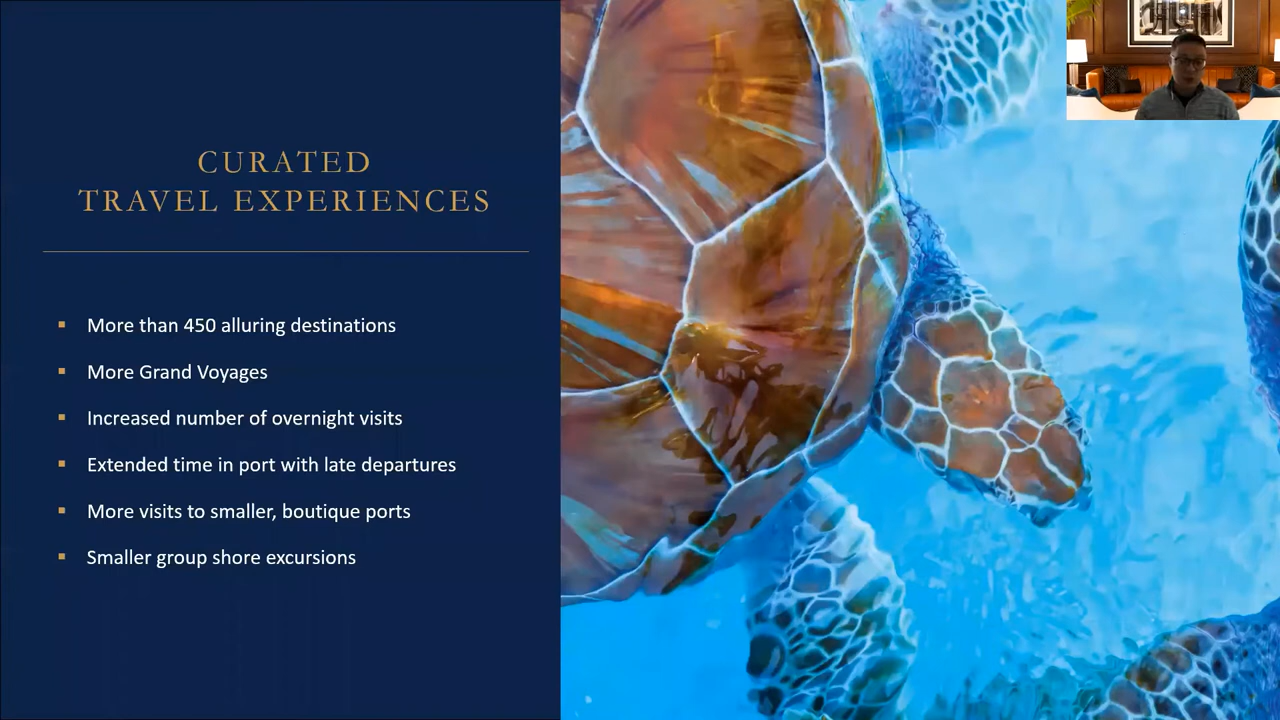 CURATED
TRAVEL EXPERIENCES
▪ More than 450 alluring destinations
▪ More Grand Voyages
▪ Increased number of overnight visits
▪ Extended time in port with late departures
▪ More visits to smaller, boutique ports
▪ Smaller group shore excursions